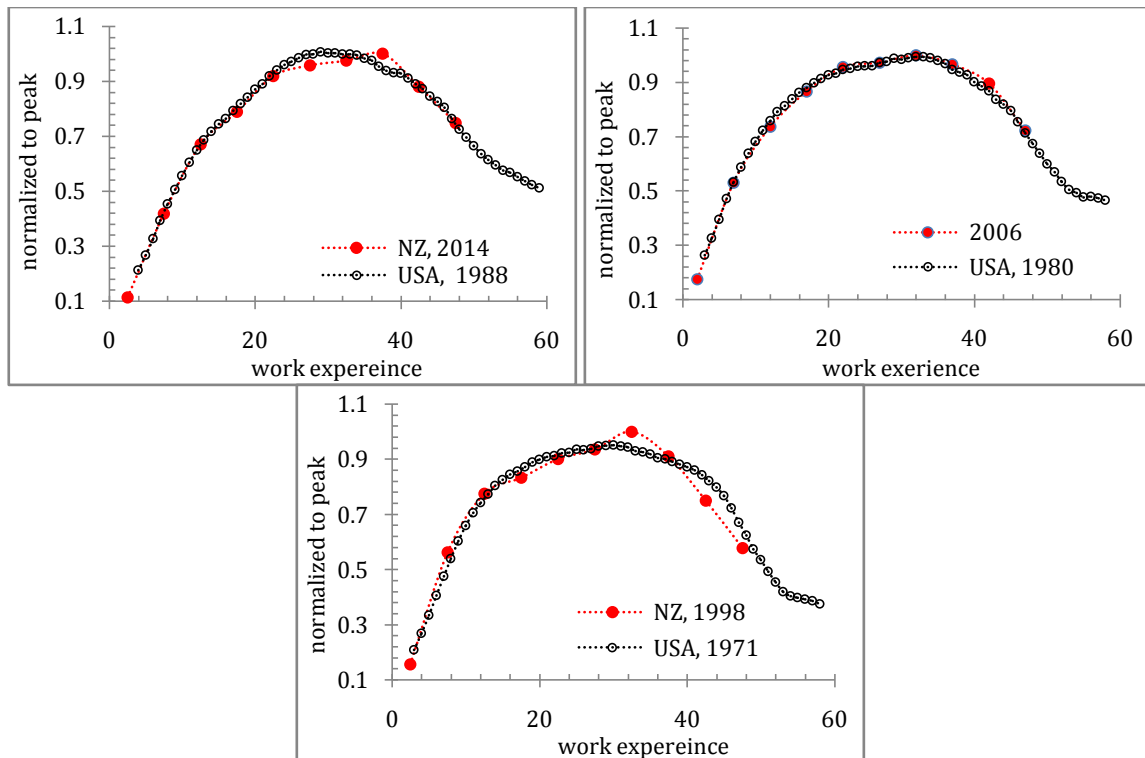 normalized to peak
1.1
0.9
0.7
0.5
0.3
0.1
NZ, 2014
USA, 1988
0 20 40 60
work expereince
normalized to peak
1.1
0.9
0.7
0.5
0.3
0.1
2006
USA, 1980
0 20 40 60
work exerience
normalized to peak
1.1
0.9
0.7
0.5
0.3
0.1
NZ, 1998
USA, 1971
0 20 40 60
work expereince